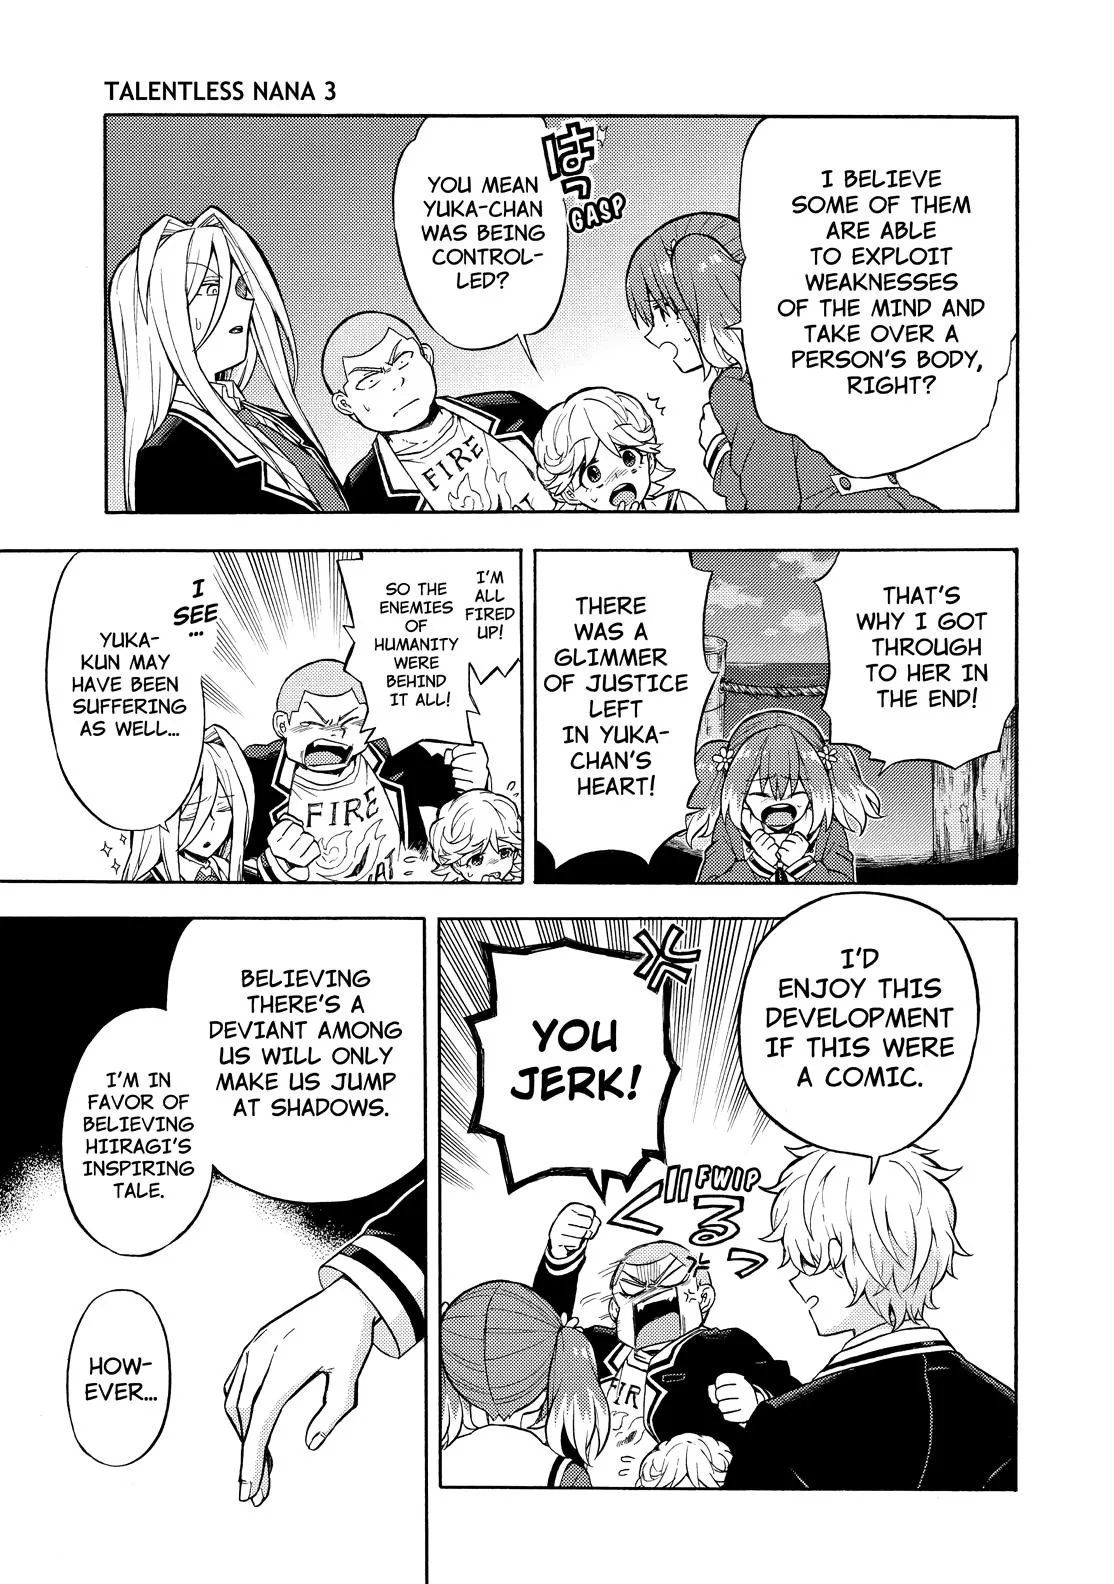 TALENTLESS NANA 3
I BELIEVE
SOME OF THEM
ARE ABLE
TO EXPLOIT
WEAKNESSES
OF THE MIND AND
TAKE OVER A
PERSON'S BODY,
RIGHT?
はっ
GASP
YOU MEAN
YUKA-CHAN
WAS BEING
CONTROL-
LED?
FIRE
AT
THAT'S
WHY I GOT
THROUGH
TO HER IN
THE END!
THERE
WAS A
GLIMMER
OF JUSTICE
LEFT
IN YUKA-
CHAN'S
HEART!
I'M
ALL
FIRED
UP!
SO THE
ENEMIES
OF
HUMANITY
WERE
BEHIND
IT ALL!
I
SEE
...
YUKA-
KUN MAY
HAVE BEEN
SUFFERING
AS WELL...
FIRE
AT
I'D
ENJOY THIS
DEVELOPMENT
IF THIS WERE
A COMIC.
YOU
JERK!
FWIP
ぐるっ
FIR
BELIEVING
THERE'S A
DEVIANT AMONG
US WILL ONLY
MAKE US JUMP
AT SHADOWS.
I'M IN
FAVOR OF
BELIEVING
HIIRAGI'S
INSPIRING
TALE.
HOW-
EVER...